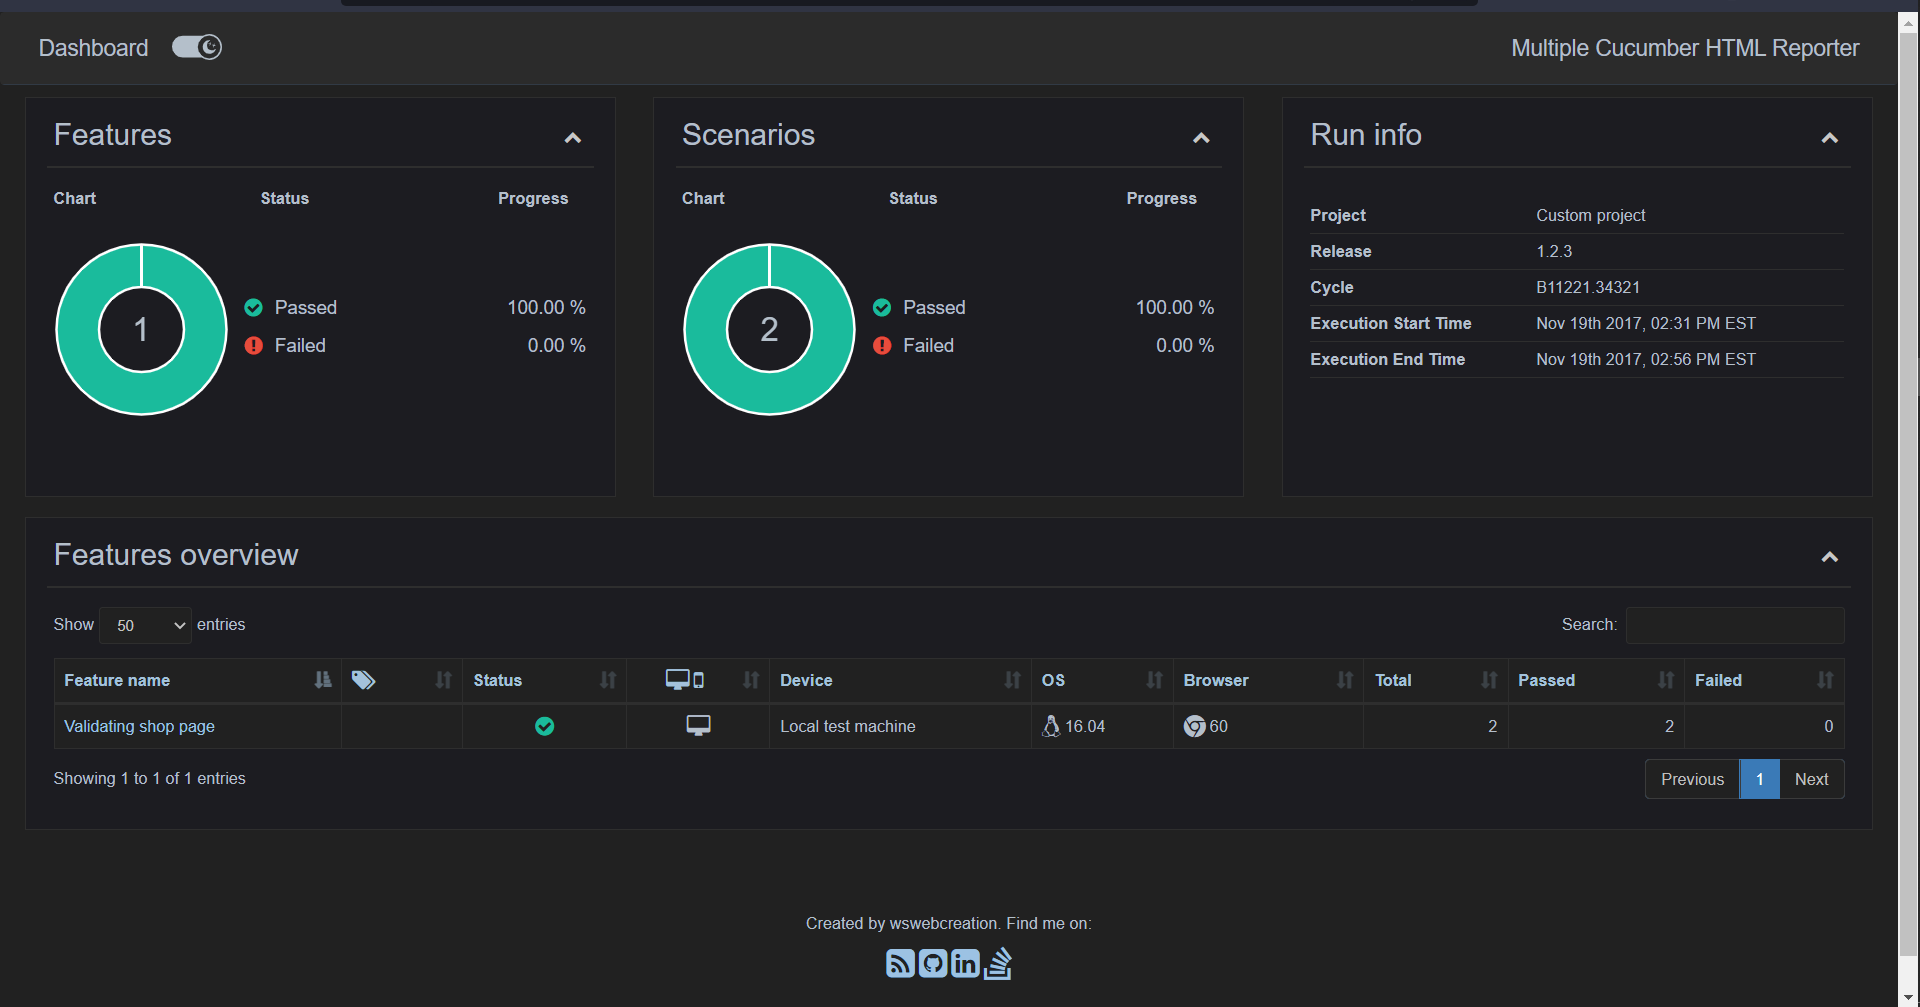 Dashboard
Multiple Cucumber HTML Reporter
Features
Chart Status Progress
1
Passed 100.00 %
Failed 0.00 %
Scenarios
Chart Status Progress
2
Passed 100.00 %
Failed 0.00 %
Run info
Project Custom project
Release 1.2.3
Cycle B11221.34321
Execution Start Time Nov 19th 2017, 02:31 PM EST
Execution End Time Nov 19th 2017, 02:56 PM EST
Features overview
Show 50 entries
Search:
Feature name Status Device OS Browser Total Passed Failed
Validating shop page Local test machine 16.04 60 2 2 0
Showing 1 to 1 of 1 entries
Previous 1 Next
Created by wswebcreation. Find me on:
in